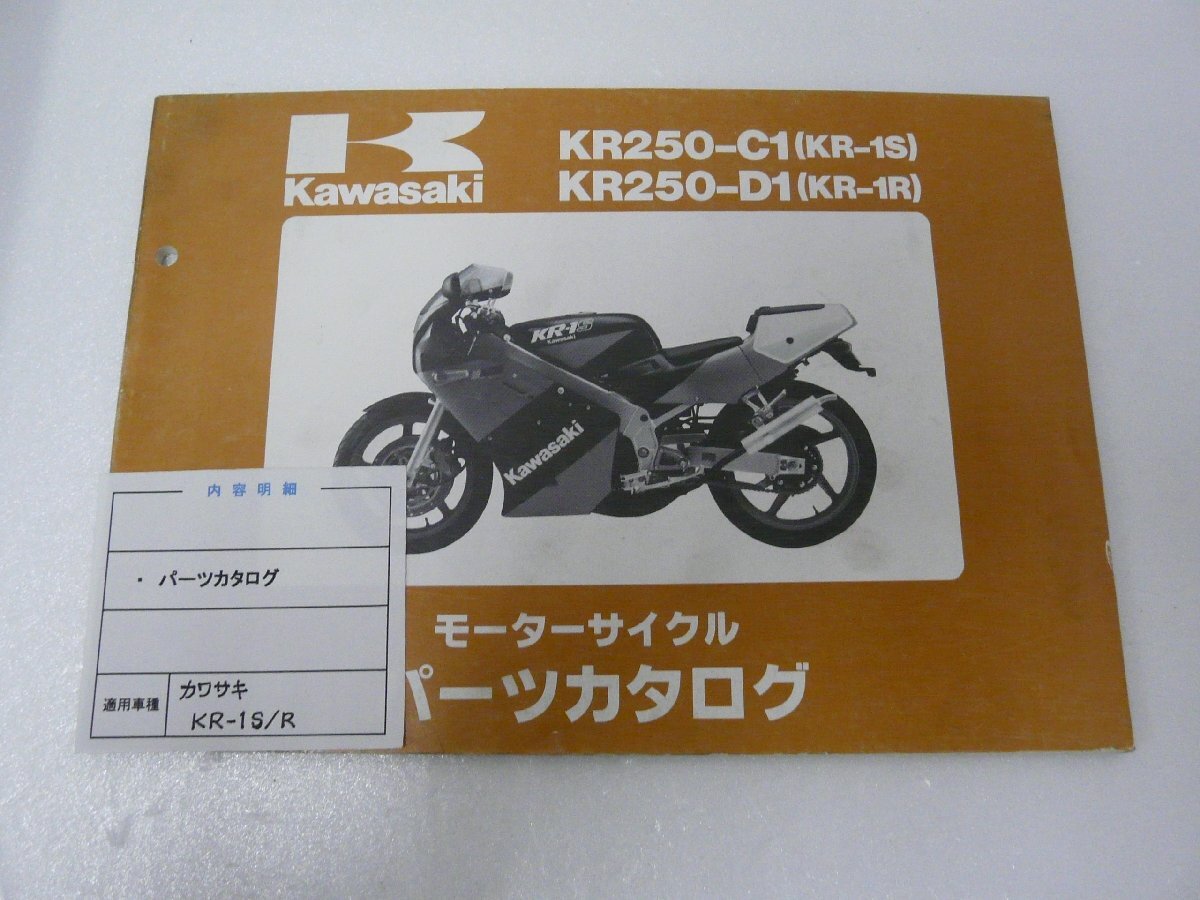 Kawasaki
KR250-C1(KR-1S)
KR250-D1(KR-1R)
KR-1S
Kawasaki
Kawasaki
モーターサイクル
パーツカタログ
内容明細
・ パーツカタログ
適用車種
カワサキ
KR-1S/R